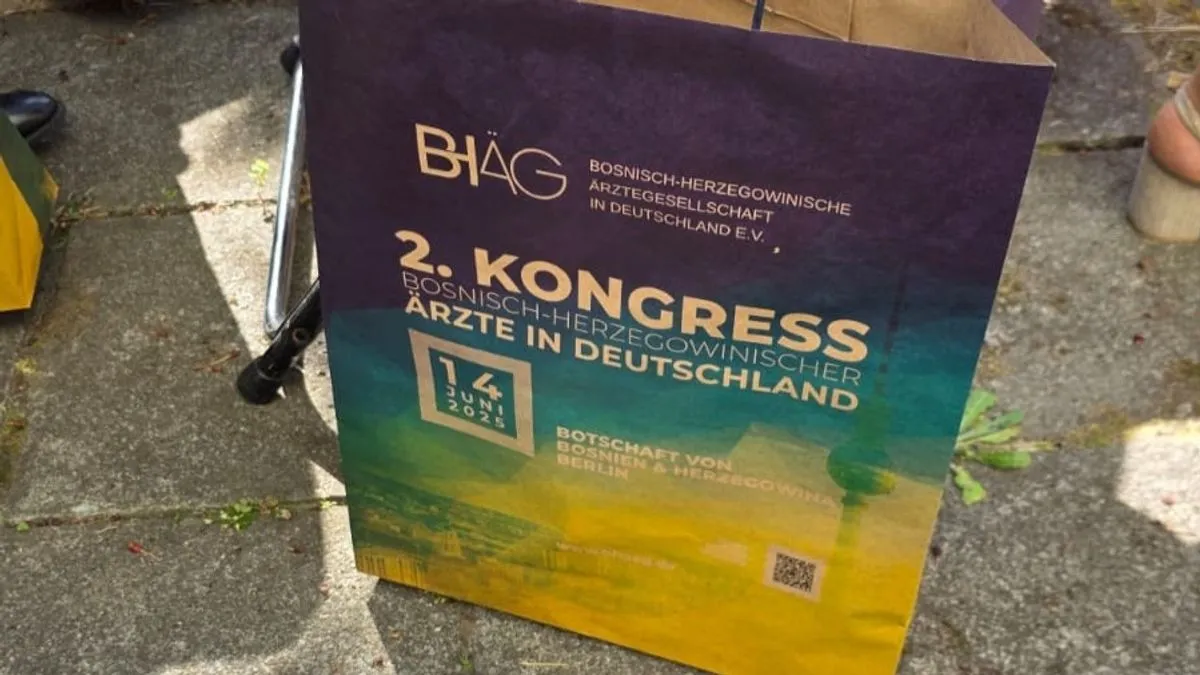 BHÄG
BOSNISCH-HERZEGOWINISCHE
ÄRZTEGESELLSCHAFT
IN DEUTSCHLAND E.V.
2. KONGRESS
BOSNISCH-HERZEGOWINISCHER
ÄRZTE IN DEUTSCHLAND
14
JUNI
2025
BOTSCHAFT VON
BOSNIEN & HERZEGOWINA
BERLIN